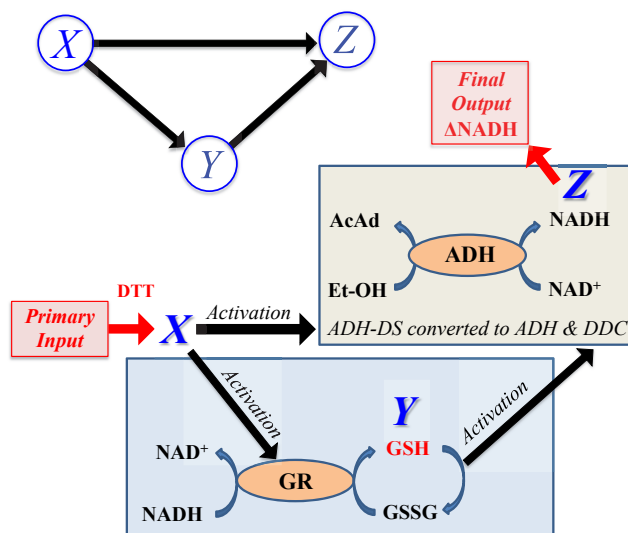 X
Z
Y
Final
Output
ΔNADH
Z
AcAd
NADH
ADH
Et-OH
NAD⁺
ADH-DS converted to ADH & DDC
DTT
Primary
Input
X
Activation
Activation
Y
Activation
NAD⁺
GSH
GR
NADH
GSSG